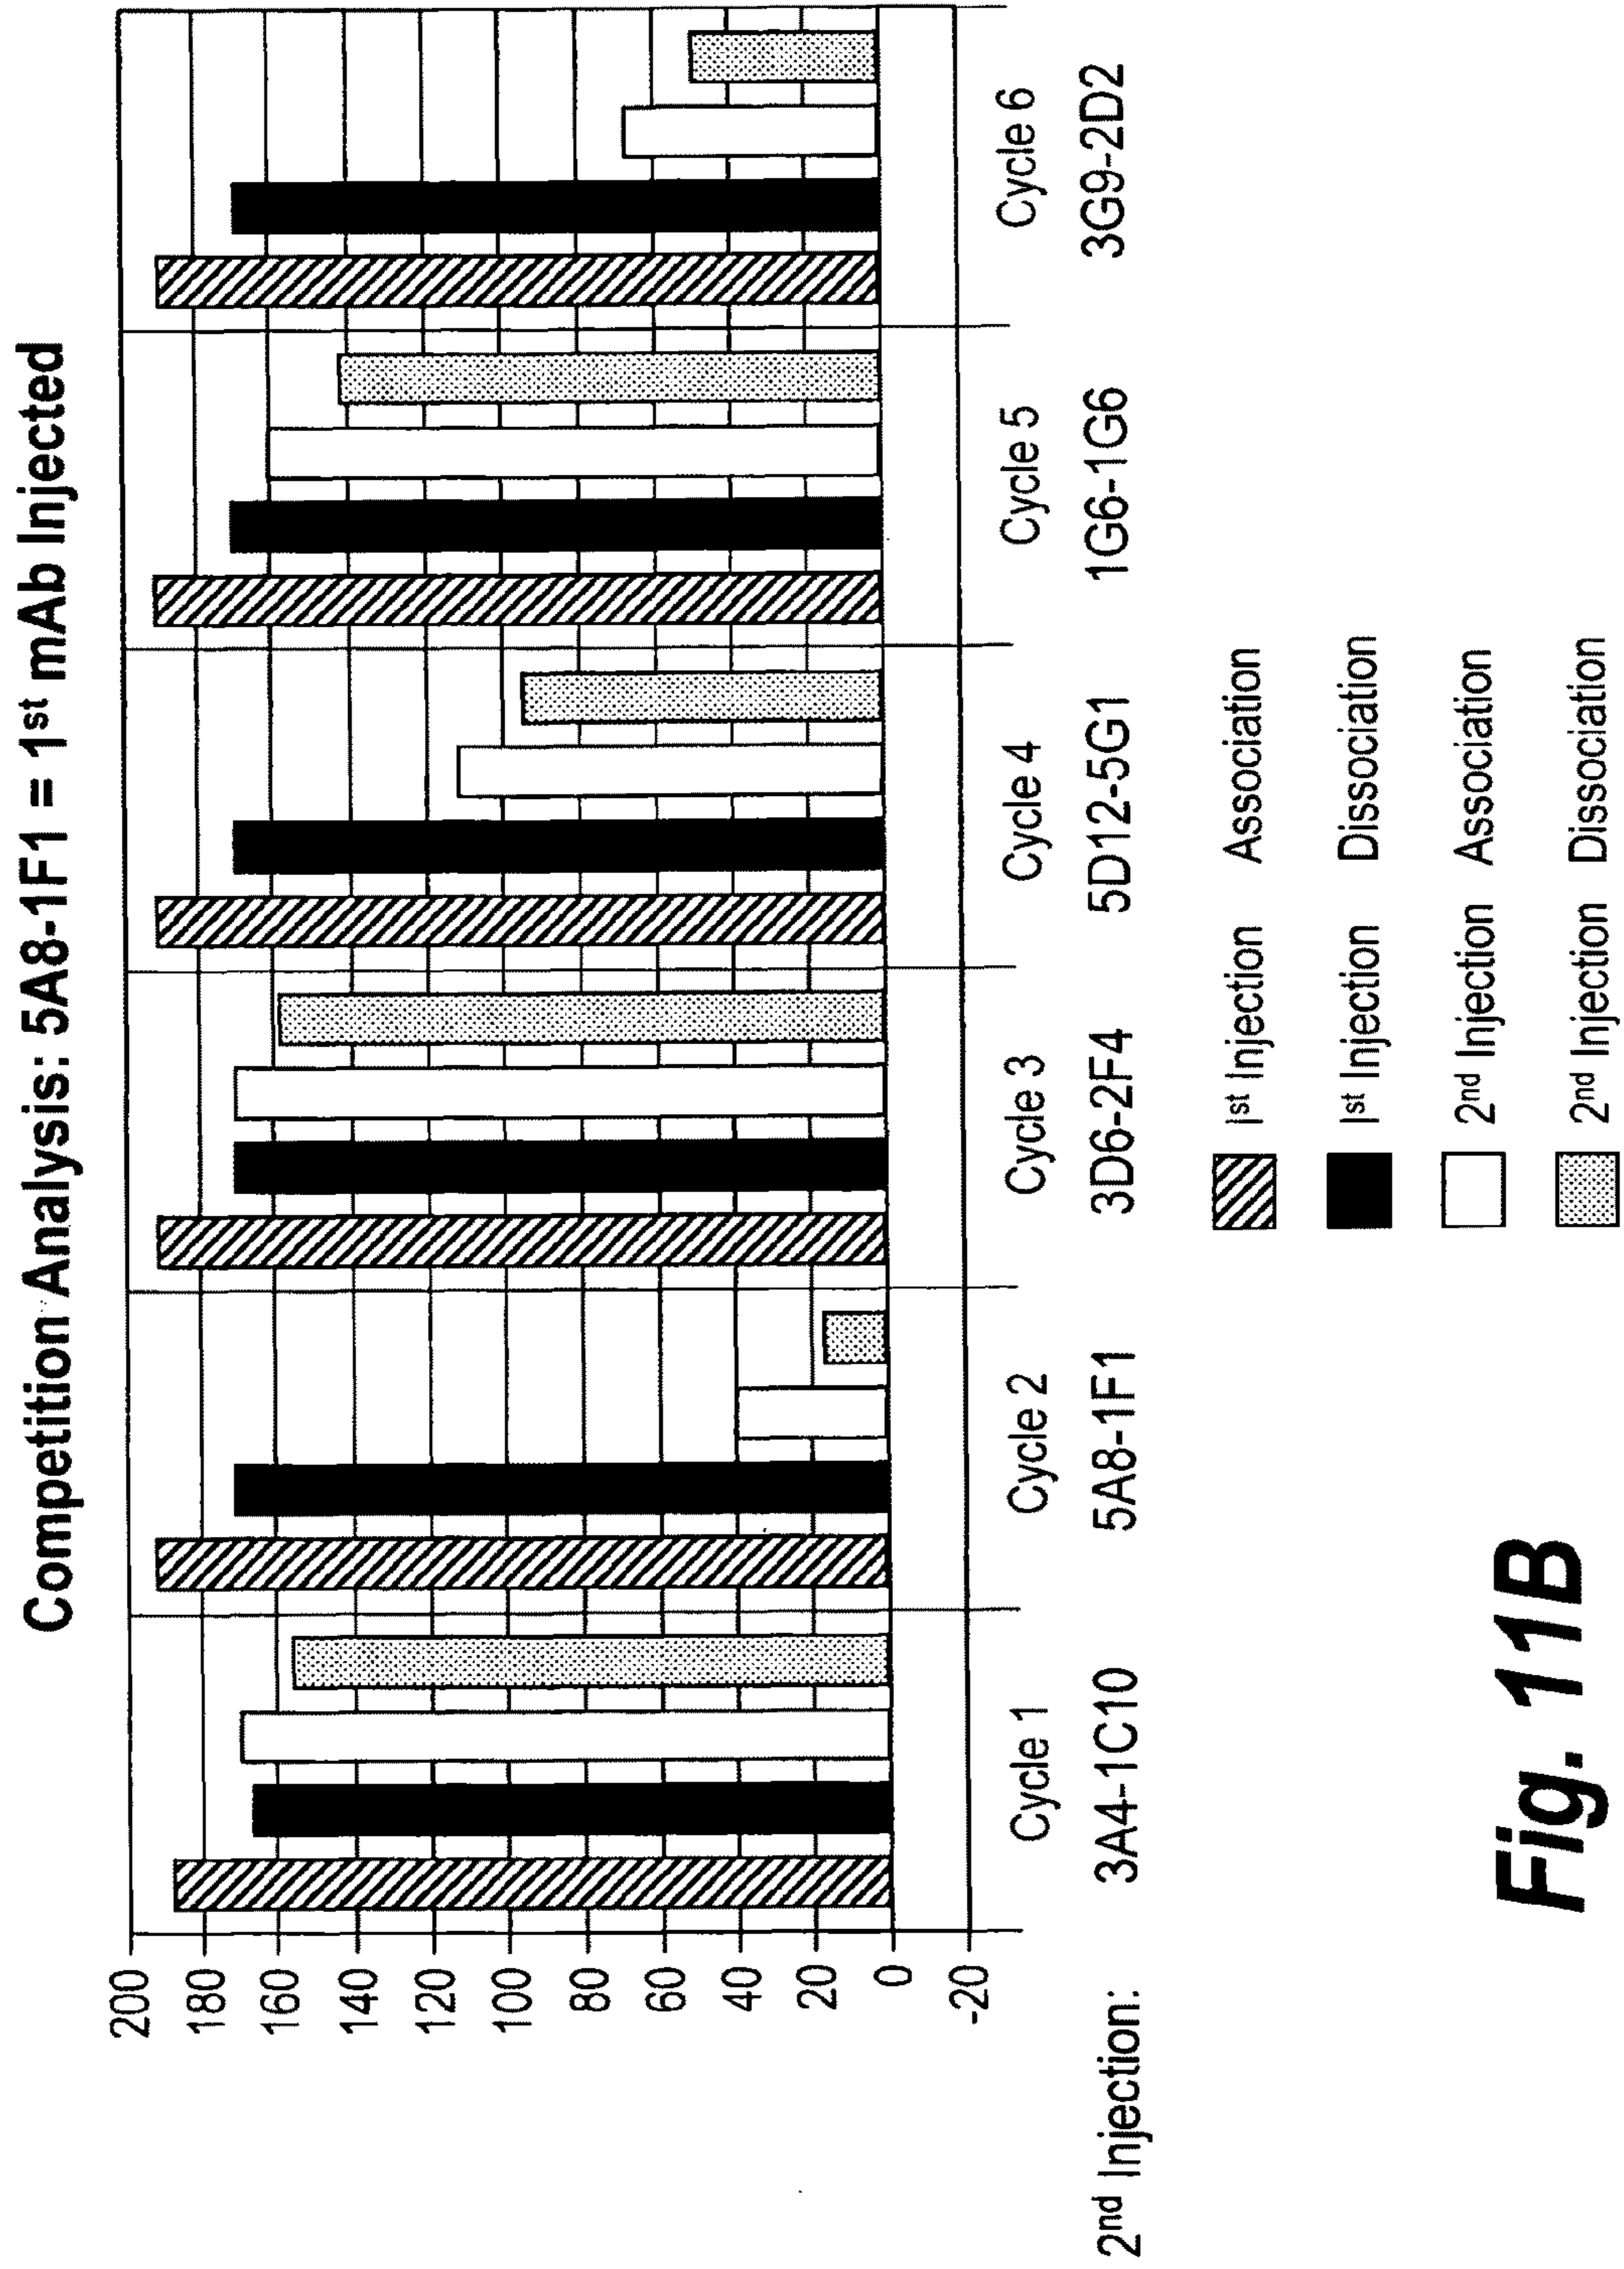 Competition Analysis: 5A8-1F1 = 1st mAb Injected
200
180
160
140
120
100
80
60
40
20
0
-20
Cycle 1 Cycle 2 Cycle 3 Cycle 4 Cycle 5 Cycle 6
2nd Injection: 3A4-1C10 5A8-1F1 3D6-2F4 5D12-5G1 1G6-1G6 3G9-2D2
1st Injection Association
1st Injection Dissociation
2nd Injection Association
2nd Injection Dissociation
Fig. 11B